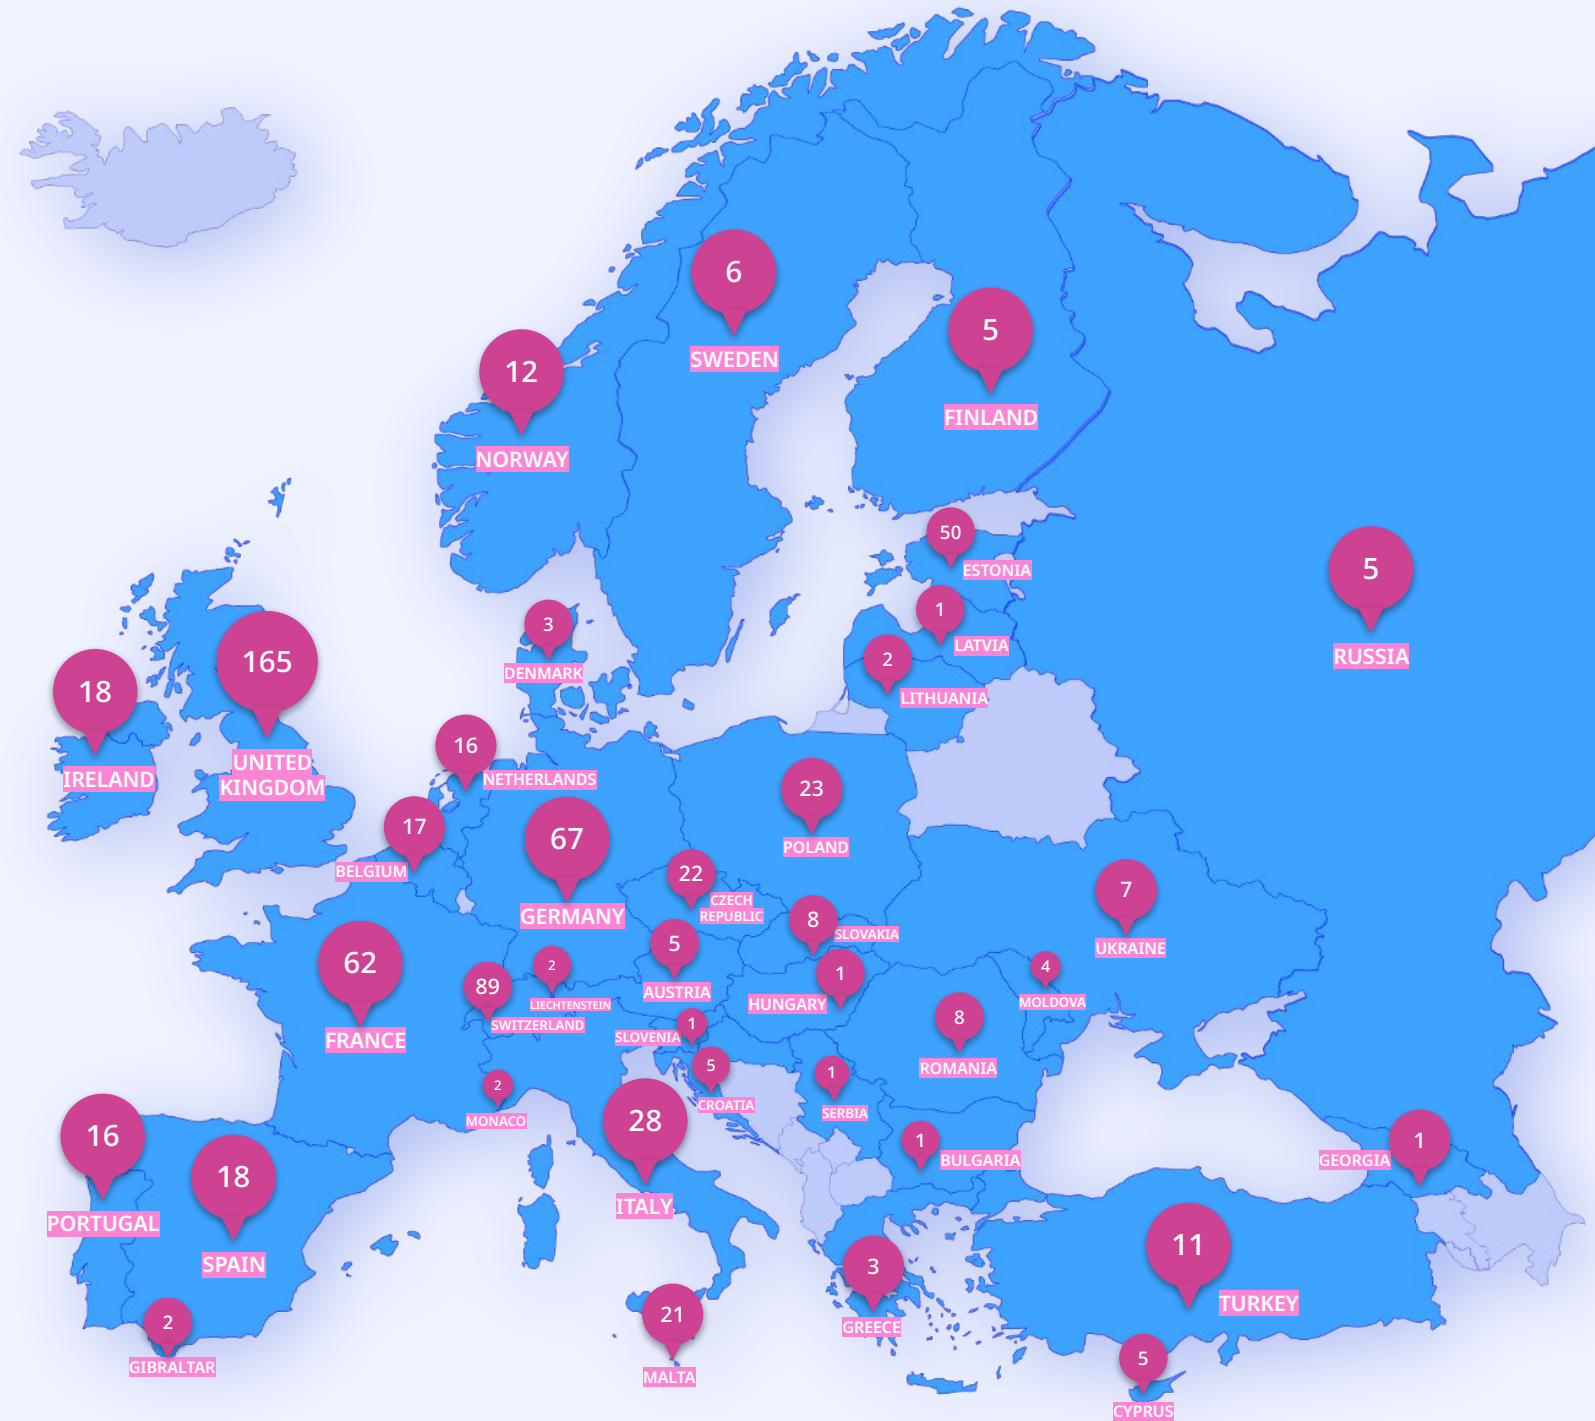 6
SWEDEN
5
FINLAND
12
NORWAY
50
ESTONIA
5
RUSSIA
1
LATVIA
3
DENMARK
2
LITHUANIA
165
UNITED
KINGDOM
18
IRELAND
16
NETHERLANDS
23
POLAND
17
BELGIUM
67
GERMANY
22
CZECH
REPUBLIC
7
UKRAINE
8
SLOVAKIA
62
FRANCE
5
AUSTRIA
2
LIECHTENSTEIN
89
SWITZERLAND
1
HUNGARY
4
MOLDOVA
8
ROMANIA
1
SLOVENIA
5
CROATIA
1
SERBIA
2
MONACO
28
ITALY
16
PORTUGAL
18
SPAIN
1
BULGARIA
1
GEORGIA
11
TURKEY
3
GREECE
21
MALTA
2
GIBRALTAR
5
CYPRUS